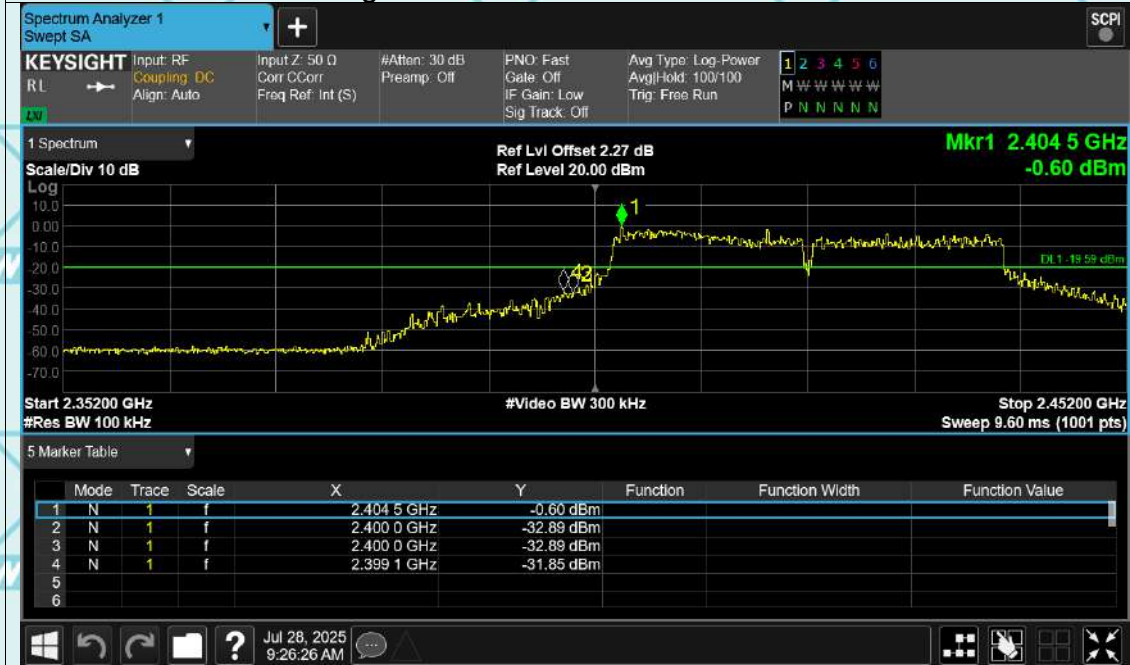 Spectrum Analyzer 1
Swept SA
+
SCPI
KEYSIGHT Input: RF Input Z: 50 Ω #Atten: 30 dB PNO: Fast Avg Type: Log-Power 1 2 3 4 5 6
RL Coupling: DC Corr CCorr Preamp: Off Gate: Off Avg|Hold: 100/100 M W W W W W
Align: Auto Freq Ref: Int (S) IF Gain: Low Trig: Free Run P N N N N N
LXI Sig Track: Off
1 Spectrum Ref Lvl Offset 2.27 dB Mkr1 2.404 5 GHz
Scale/Div 10 dB Ref Level 20.00 dBm -0.60 dBm
Log
10.0 1
0.00
-10.0
-20.0 DL1 -19.59 dBm
-30.0
-40.0
-50.0
-60.0
-70.0
Start 2.35200 GHz #Video BW 300 kHz Stop 2.45200 GHz
#Res BW 100 kHz Sweep 9.60 ms (1001 pts)
5 Marker Table
Mode Trace Scale X Y Function Function Width Function Value
1 N 1 f 2.404 5 GHz -0.60 dBm
2 N 1 f 2.400 0 GHz -32.89 dBm
3 N 1 f 2.400 0 GHz -32.89 dBm
4 N 1 f 2.399 1 GHz -31.85 dBm
5
6
? Jul 28, 2025
9:26:26 AM